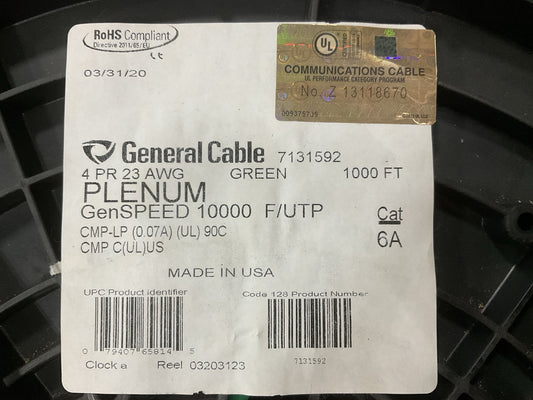 RoHS Compliant
Directive 2011/65/EU
03/31/20
UL
COMMUNICATIONS CABLE
UL PERFORMANCE CATEGORY PROGRAM
No. Z 13118670
General Cable 7131592
4 PR 23 AWG GREEN 1000 FT
PLENUM
GenSPEED 10000 F/UTP Cat
CMP-LP (0.07A) (UL) 90C 6A
CMP C(UL)US
MADE IN USA
UPC Product identifier Code 128 Product Number
0 79407 65814 5
7131592
Clock a Reel 03203123